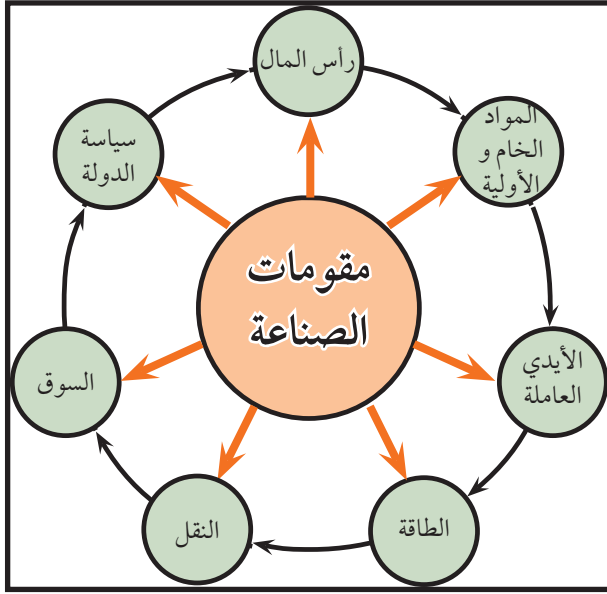 مقومات
الصناعة
رأس المال
المواد
الخام و
الأولية
الأيدي
العاملة
الطاقة
النقل
السوق
سياسة
الدولة